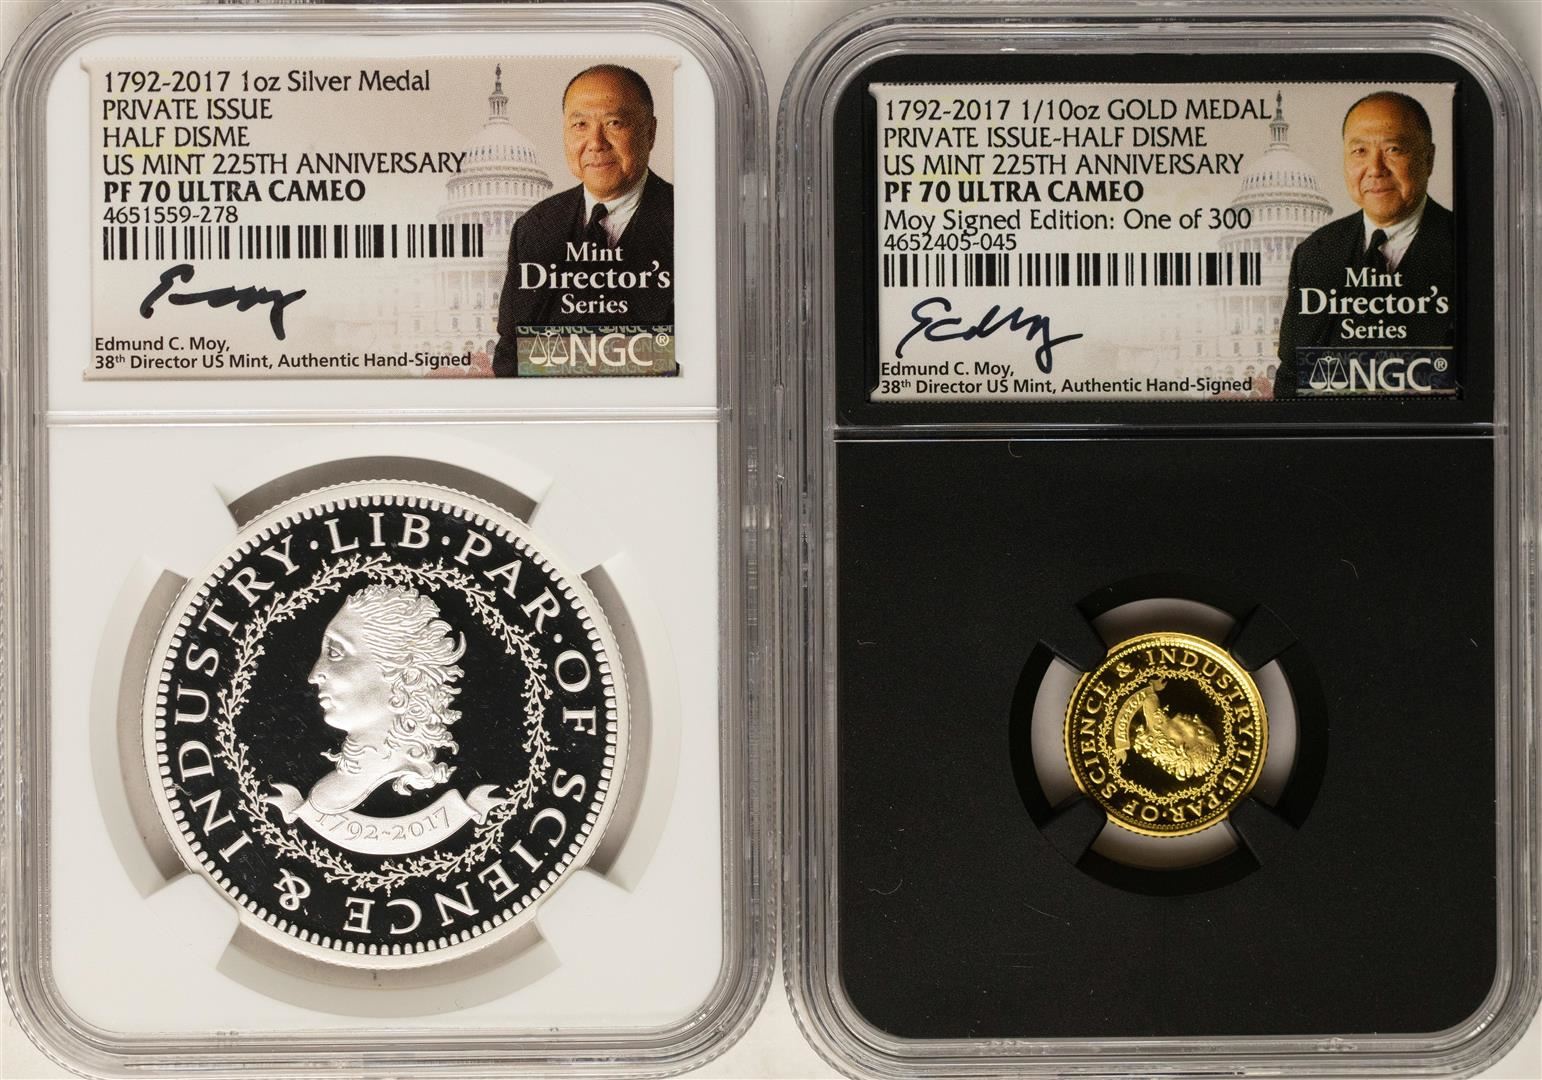 1792-2017 1oz Silver Medal
PRIVATE ISSUE
HALF DISME
US MINT 225TH ANNIVERSARY
PF 70 ULTRA CAMEO
4651559-278
Mint
Director's
Series
NGC®
Edmund C. Moy,
38th Director US Mint, Authentic Hand-Signed
LIB·PAR·OF SCIENCE & INDUSTRY·
1792-2017
1792-2017 1/10oz GOLD MEDAL
PRIVATE ISSUE-HALF DISME
US MINT 225TH ANNIVERSARY
PF 70 ULTRA CAMEO
Moy Signed Edition: One of 300
4652405-045
Mint
Director's
Series
NGC®
Edmund C. Moy,
38th Director US Mint, Authentic Hand-Signed
LIB·PAR·OF SCIENCE & INDUSTRY·